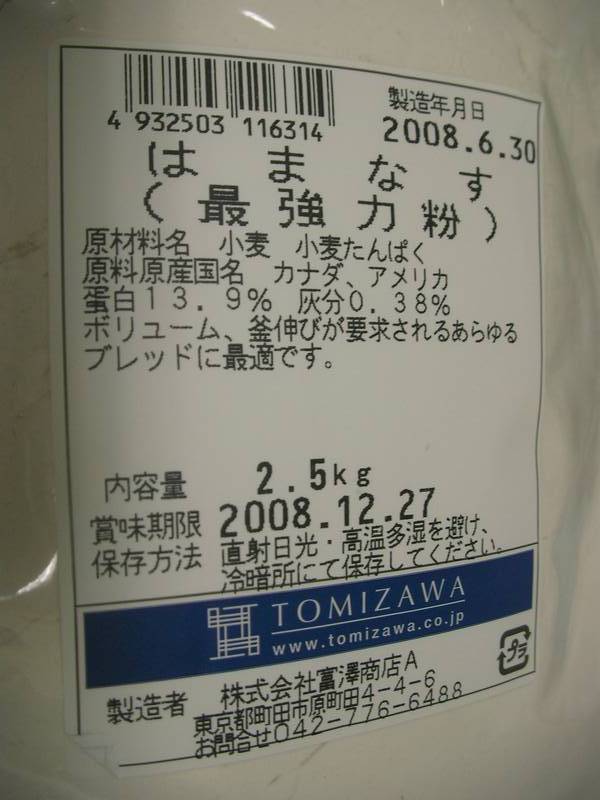 製造年月日
4 932503 116314
2008.6.30
はまなす
(最強力粉)
原材料名 小麦 小麦たんぱく
原料原産国名 カナダ、アメリカ
蛋白13.9% 灰分0.38%
ボリューム、釜伸びが要求されるあらゆる
ブレッドに最適です。
内容量 2.5kg
賞味期限 2008.12.27
保存方法 直射日光・高温多湿を避け、
冷暗所にて保存してください。
TOMIZAWA
www.tomizawa.co.jp
プラ
製造者 株式会社富澤商店A
東京都町田市原町田4-4-6
お問合せ042-776-6488